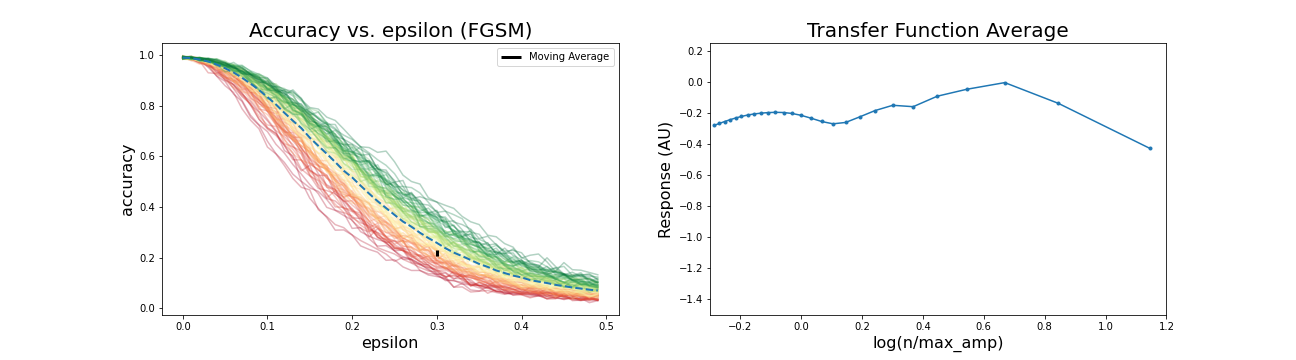 Accuracy vs. epsilon (FGSM)
Moving Average
accuracy
1.0
0.8
0.6
0.4
0.2
0.0
0.0 0.1 0.2 0.3 0.4 0.5
epsilon
Transfer Function Average
Response (AU)
0.2
0.0
−0.2
−0.4
−0.6
−0.8
−1.0
−1.2
−1.4
−0.2 0.0 0.2 0.4 0.6 0.8 1.0 1.2
log(n/max_amp)